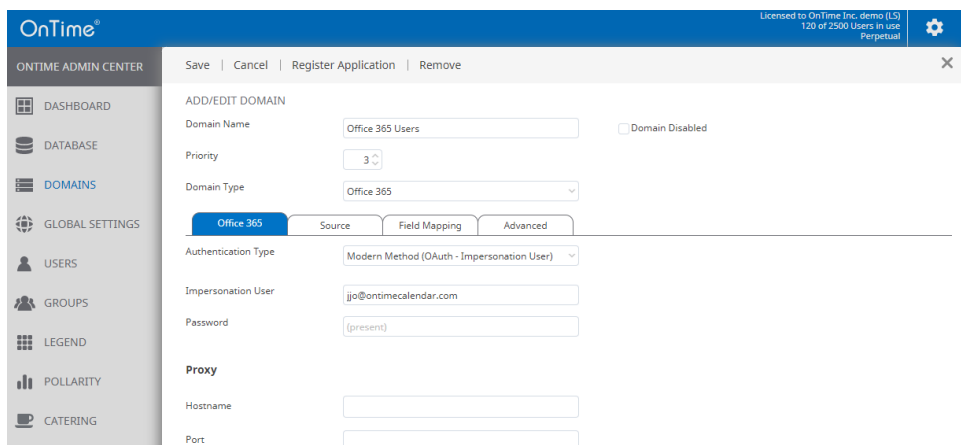 OnTime®
Licensed to OnTime Inc. demo (LS)
120 of 2500 Users in use
Perpetual
ONTIME ADMIN CENTER
DASHBOARD
DATABASE
DOMAINS
GLOBAL SETTINGS
USERS
GROUPS
LEGEND
POLLARITY
CATERING
Save | Cancel | Register Application | Remove
ADD/EDIT DOMAIN
Domain Name Office 365 Users Domain Disabled
Priority 3
Domain Type Office 365
Office 365 Source Field Mapping Advanced
Authentication Type Modern Method (OAuth - Impersonation User)
Impersonation User jjo@ontimecalendar.com
Password (present)
Proxy
Hostname
Port